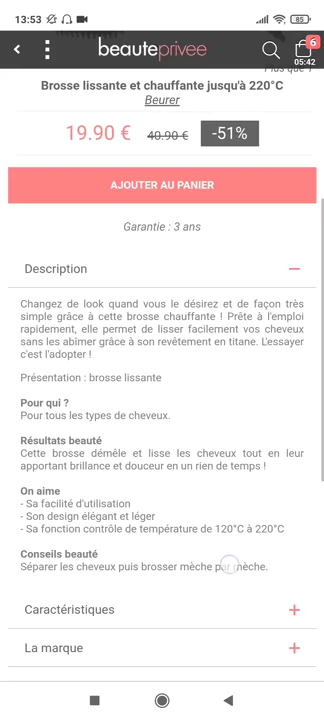 13:53
85
beauteprivee
6
05:42
Plus que ?
Brosse lissante et chauffante jusqu'à 220°C
Beurer
19.90 € 40.90 € -51%
AJOUTER AU PANIER
Garantie : 3 ans
Description
Changez de look quand vous le désirez et de façon très
simple grâce à cette brosse chauffante ! Prête à l'emploi
rapidement, elle permet de lisser facilement vos cheveux
sans les abîmer grâce à son revêtement en titane. L'essayer
c'est l'adopter !
Présentation : brosse lissante
Pour qui ?
Pour tous les types de cheveux.
Résultats beauté
Cette brosse démêle et lisse les cheveux tout en leur
apportant brillance et douceur en un rien de temps !
On aime
- Sa facilité d'utilisation
- Son design élégant et léger
- Sa fonction contrôle de température de 120°C à 220°C
Conseils beauté
Séparer les cheveux puis brosser mèche par mèche.
Caractéristiques
La marque